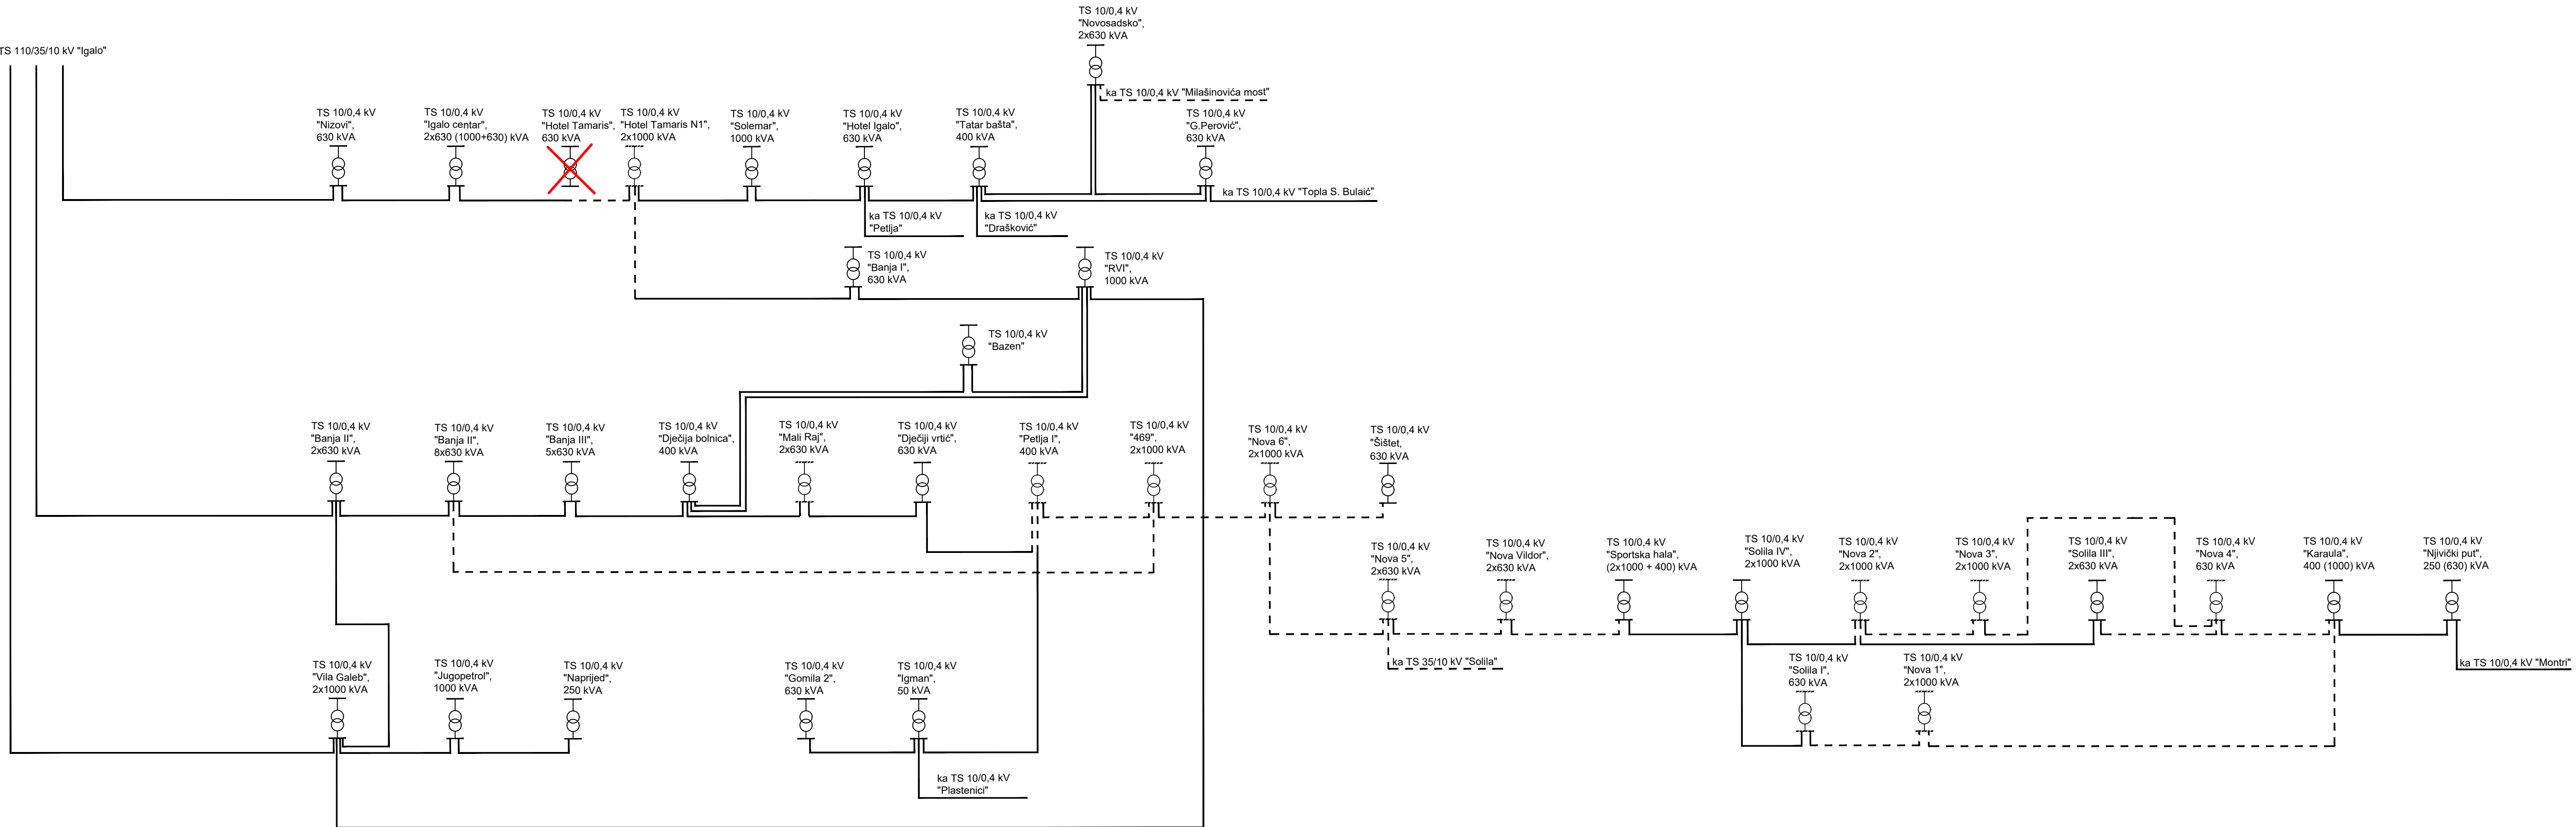 TS 10/0,4 kV
"Novosadsko",
2x630 kVA
TS 110/35/10 kV "Igalo"
ka TS 10/0,4 kV "Milašinovića most"
TS 10/0,4 kV
"Nizovi",
630 kVA
TS 10/0,4 kV
"Igalo centar",
2x630 (1000+630) kVA
TS 10/0,4 kV
"Hotel Tamaris",
630 kVA
TS 10/0,4 kV
"Hotel Tamaris N1",
2x1000 kVA
TS 10/0,4 kV
"Solemar",
1000 kVA
TS 10/0,4 kV
"Hotel Igalo",
630 kVA
TS 10/0,4 kV
"Tatar bašta",
400 kVA
TS 10/0,4 kV
"G.Perović",
630 kVA
ka TS 10/0,4 kV "Topla S. Bulaić"
ka TS 10/0,4 kV
"Petlja"
ka TS 10/0,4 kV
"Drašković"
TS 10/0,4 kV
"Banja I",
630 kVA
TS 10/0,4 kV
"RVI",
1000 kVA
TS 10/0,4 kV
"Bazen"
TS 10/0,4 kV
"Banja II",
2x630 kVA
TS 10/0,4 kV
"Banja II",
8x630 kVA
TS 10/0,4 kV
"Banja III",
5x630 kVA
TS 10/0,4 kV
"Dječija bolnica",
400 kVA
TS 10/0,4 kV
"Mali Raj",
2x630 kVA
TS 10/0,4 kV
"Dječiji vrtić",
630 kVA
TS 10/0,4 kV
"Petlja I",
400 kVA
TS 10/0,4 kV
"469",
2x1000 kVA
TS 10/0,4 kV
"Nova 6",
2x1000 kVA
TS 10/0,4 kV
"Šištet,
630 kVA
TS 10/0,4 kV
"Nova 5",
2x630 kVA
TS 10/0,4 kV
"Nova Vildor",
2x630 kVA
TS 10/0,4 kV
"Sportska hala",
(2x1000 + 400) kVA
TS 10/0,4 kV
"Solila IV",
2x1000 kVA
TS 10/0,4 kV
"Nova 2",
2x1000 kVA
TS 10/0,4 kV
"Nova 3",
2x1000 kVA
TS 10/0,4 kV
"Solila III",
2x630 kVA
TS 10/0,4 kV
"Nova 4",
630 kVA
TS 10/0,4 kV
"Karaula",
400 (1000) kVA
TS 10/0,4 kV
"Njivički put",
250 (630) kVA
ka TS 35/10 kV "Solila"
ka TS 10/0,4 kV "Montri"
TS 10/0,4 kV
"Vila Galeb",
2x1000 kVA
TS 10/0,4 kV
"Jugopetrol",
1000 kVA
TS 10/0,4 kV
"Naprijed",
250 kVA
TS 10/0,4 kV
"Gomila 2",
630 kVA
TS 10/0,4 kV
"Igman",
50 kVA
TS 10/0,4 kV
"Solila I",
630 kVA
TS 10/0,4 kV
"Nova 1",
2x1000 kVA
ka TS 10/0,4 kV
"Plastenici"